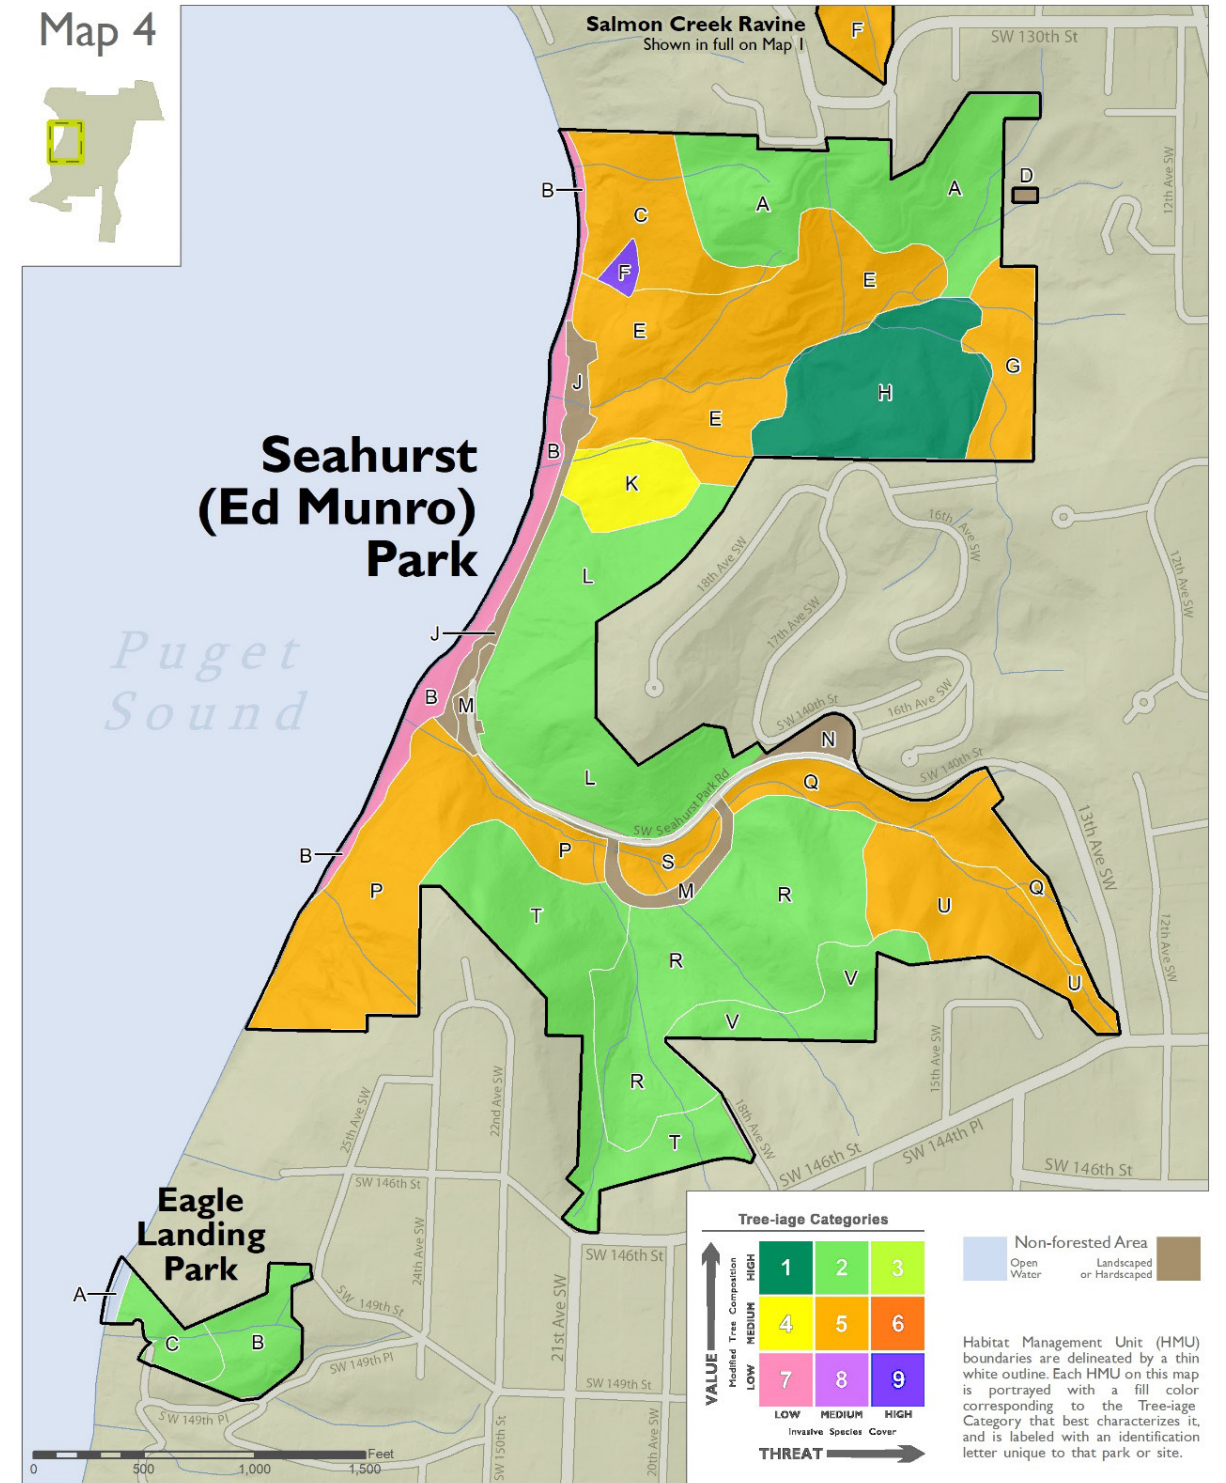 Map 4
Salmon Creek Ravine
Shown in full on Map 1
F
SW 130th St
12th Ave SW
B
C
A
A
D
F
E
E
G
J
H
E
B
K
Seahurst
(Ed Munro)
Park
16th Ave SW
18th Ave SW
12th Ave SW
L
17th Ave SW
J
Puget
Sound
B
M
SW 140th St
16th Ave SW
N
SW 140th St
L
Q
SW Seahurst Park Rd
13th Ave SW
B
P
S
P
M
R
Q
U
T
12th Ave SW
R
V
U
V
15th Ave SW
R
T
25th Ave SW
22nd Ave SW
18th Ave SW
SW 144th Pl
SW 146th St
SW 146th St
SW 146th St
Eagle
Landing
Park
24th Ave SW
SW 146th St
A
SW 149th St
C
B
21st Ave SW
SW 149th Pl
SW 149th St
SW 149th Pl
SW 150th St
20th Ave SW
Feet
0 500 1,000 1,500
Tree-iage Categories
VALUE
Modified Tree Composition
HIGH
1 2 3
MEDIUM
4 5 6
LOW
7 8 9
LOW MEDIUM HIGH
Invasive Species Cover
THREAT
Non-forested Area
Open
Water
Landscaped
or Hardscaped
Habitat Management Unit (HMU)
boundaries are delineated by a thin
white outline. Each HMU on this map
is portrayed with a fill color
corresponding to the Tree-iage
Category that best characterizes it,
and is labeled with an identification
letter unique to that park or site.